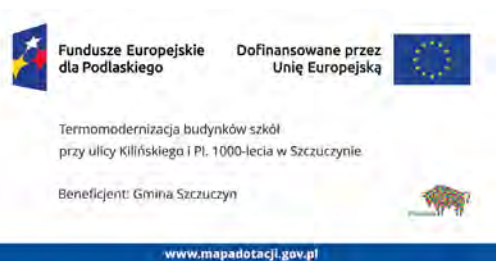 Fundusze Europejskie
dla Podlaskiego
Dofinansowane przez
Unię Europejską
Termomodernizacja budynków szkół
przy ulicy Kilińskiego i Pl. 1000-lecia w Szczuczynie
Beneficjent: Gmina Szczuczyn
www.mapadotacji.gov.pl